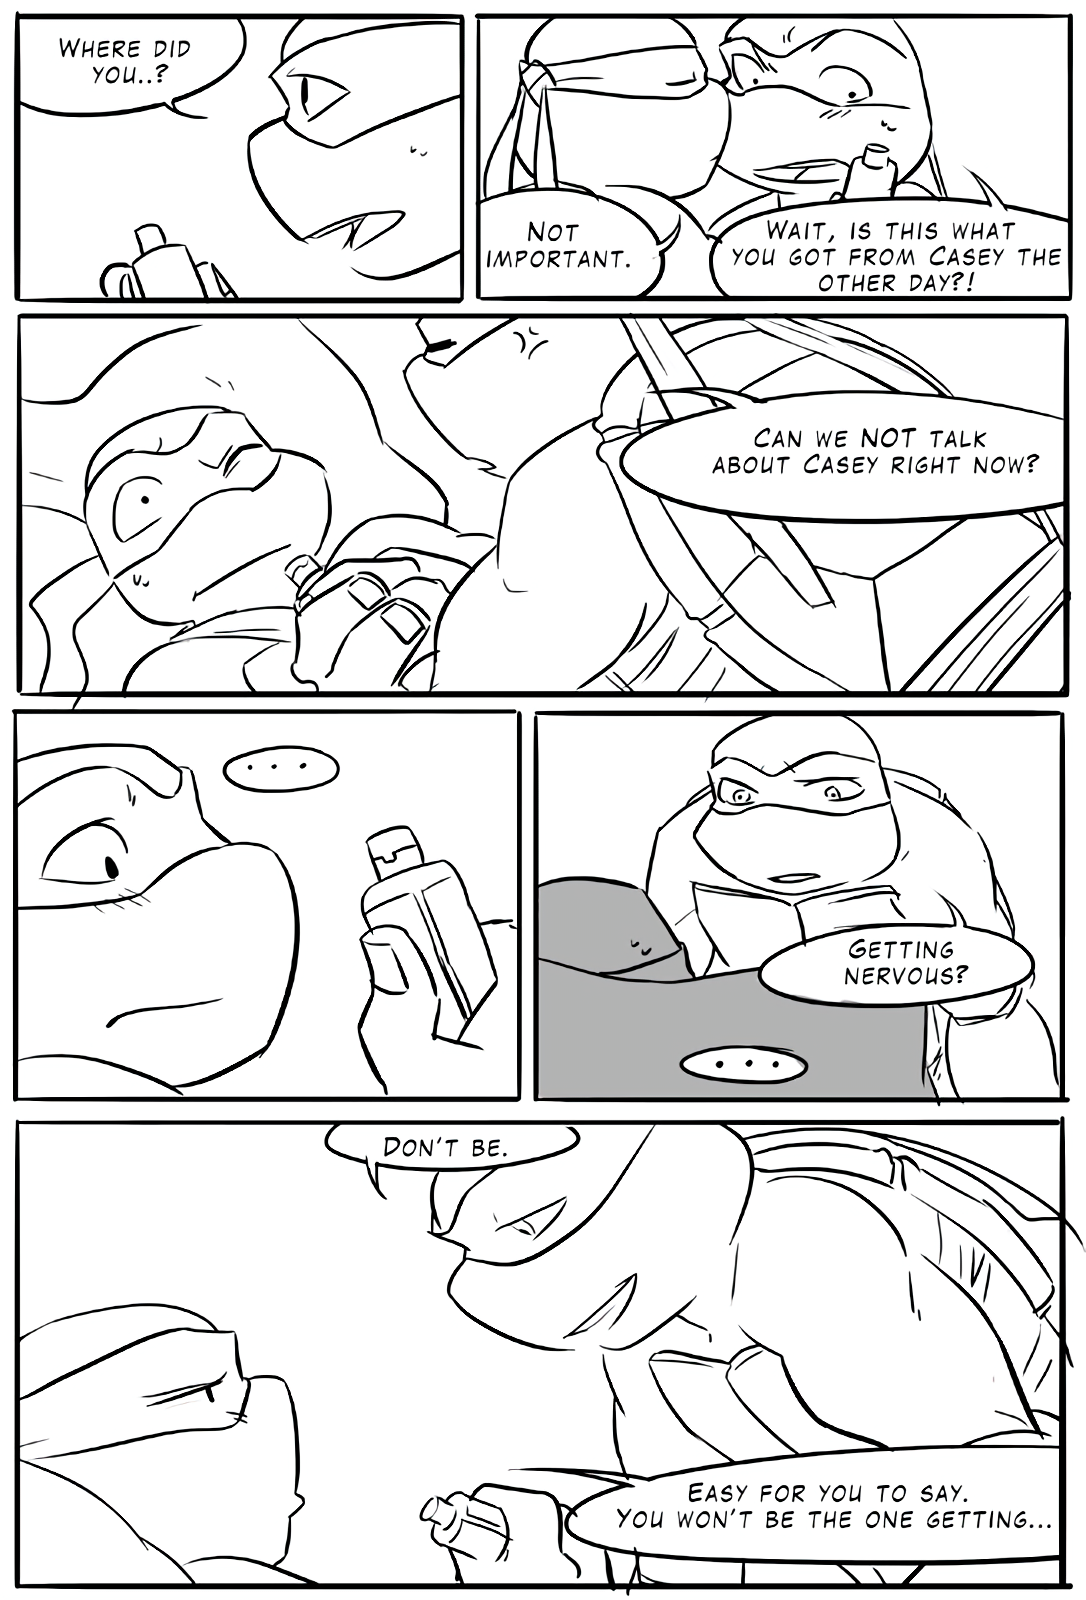 WHERE DID
YOU..?
NOT
IMPORTANT.
WAIT, IS THIS WHAT
YOU GOT FROM CASEY THE
OTHER DAY?!
CAN WE NOT TALK
ABOUT CASEY RIGHT NOW?
...
GETTING
NERVOUS?
...
DON'T BE.
EASY FOR YOU TO SAY.
YOU WON'T BE THE ONE GETTING...